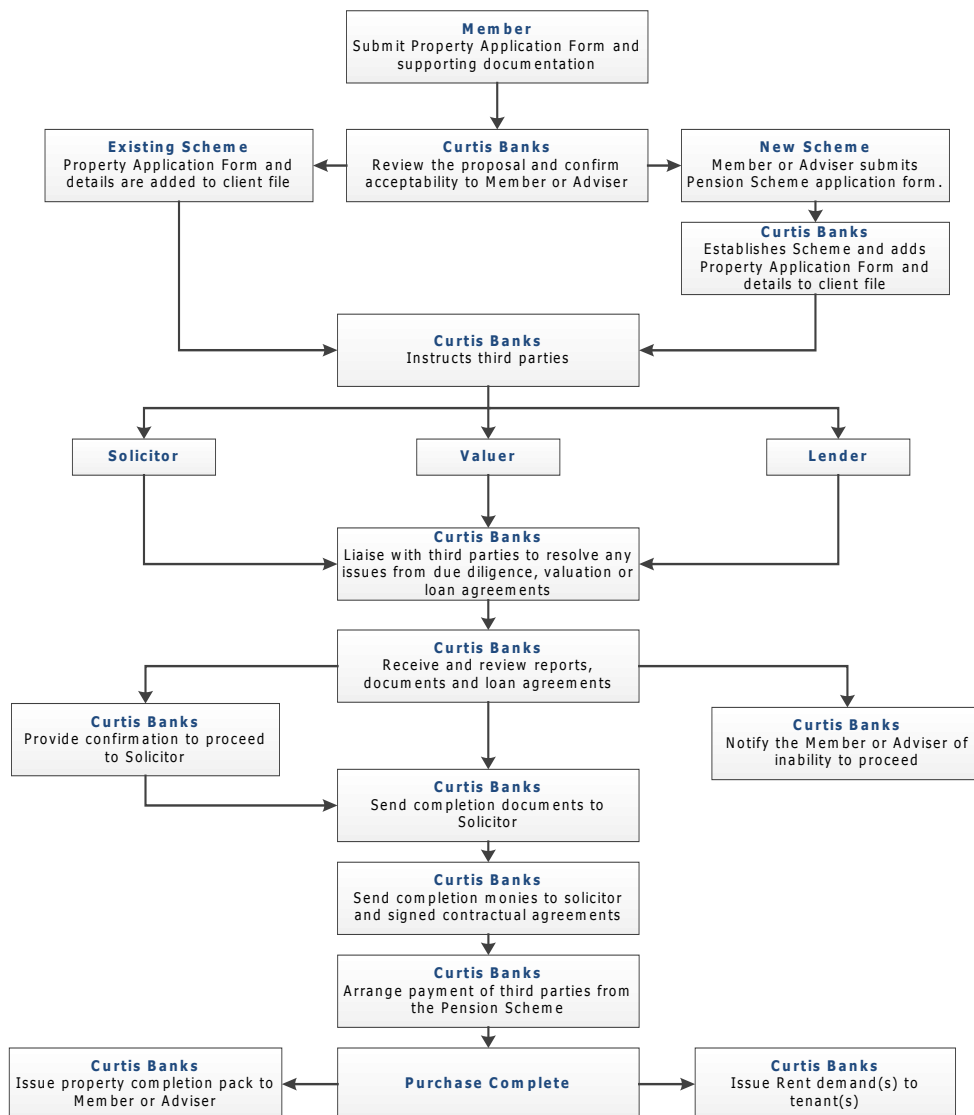 Member
Submit Property Application Form and
supporting documentation
Existing Scheme
Property Application Form and
details are added to client file
Curtis Banks
Review the proposal and confirm
acceptability to Member or Adviser
New Scheme
Member or Adviser submits
Pension Scheme application form.
Curtis Banks
Establishes Scheme and adds
Property Application Form and
details to client file
Curtis Banks
Instructs third parties
Solicitor
Valuer
Lender
Curtis Banks
Liaise with third parties to resolve any
issues from due diligence, valuation or
loan agreements
Curtis Banks
Receive and review reports,
documents and loan agreements
Curtis Banks
Provide confirmation to proceed
to Solicitor
Curtis Banks
Notify the Member or Adviser of
inability to proceed
Curtis Banks
Send completion documents to
Solicitor
Curtis Banks
Send completion monies to solicitor
and signed contractual agreements
Curtis Banks
Arrange payment of third parties from
the Pension Scheme
Curtis Banks
Issue property completion pack to
Member or Adviser
Purchase Complete
Curtis Banks
Issue Rent demand(s) to
tenant(s)